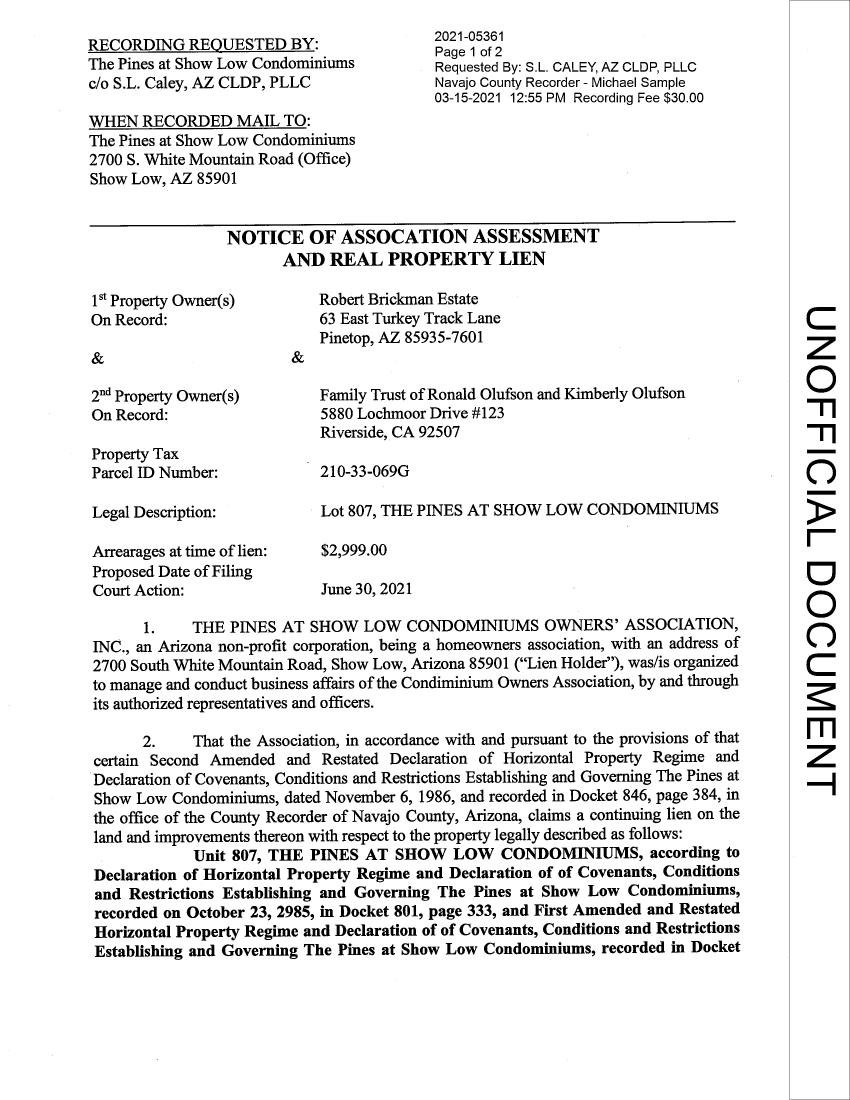 RECORDING REQUESTED BY:
The Pines at Show Low Condominiums
c/o S.L. Caley, AZ CLDP, PLLC
2021-05361
Page 1 of 2
Requested By: S.L. CALEY, AZ CLDP, PLLC
Navajo County Recorder - Michael Sample
03-15-2021 12:55 PM Recording Fee $30.00
WHEN RECORDED MAIL TO:
The Pines at Show Low Condominiums
2700 S. White Mountain Road (Office)
Show Low, AZ 85901
NOTICE OF ASSOCATION ASSESSMENT
AND REAL PROPERTY LIEN
1st Property Owner(s) Robert Brickman Estate
On Record: 63 East Turkey Track Lane
Pinetop, AZ 85935-7601
& &
2nd Property Owner(s) Family Trust of Ronald Olufson and Kimberly Olufson
On Record: 5880 Lochmoor Drive #123
Riverside, CA 92507
Property Tax
Parcel ID Number: 210-33-069G
Legal Description: Lot 807, THE PINES AT SHOW LOW CONDOMINIUMS
Arrearages at time of lien: $2,999.00
Proposed Date of Filing
Court Action: June 30, 2021
1. THE PINES AT SHOW LOW CONDOMINIUMS OWNERS' ASSOCIATION,
INC., an Arizona non-profit corporation, being a homeowners association, with an address of
2700 South White Mountain Road, Show Low, Arizona 85901 ("Lien Holder"), was/is organized
to manage and conduct business affairs of the Condiminium Owners Association, by and through
its authorized representatives and officers.
2. That the Association, in accordance with and pursuant to the provisions of that
certain Second Amended and Restated Declaration of Horizontal Property Regime and
Declaration of Covenants, Conditions and Restrictions Establishing and Governing The Pines at
Show Low Condominiums, dated November 6, 1986, and recorded in Docket 846, page 384, in
the office of the County Recorder of Navajo County, Arizona, claims a continuing lien on the
land and improvements thereon with respect to the property legally described as follows:
Unit 807, THE PINES AT SHOW LOW CONDOMINIUMS, according to
Declaration of Horizontal Property Regime and Declaration of of Covenants, Conditions
and Restrictions Establishing and Governing The Pines at Show Low Condominiums,
recorded on October 23, 2985, in Docket 801, page 333, and First Amended and Restated
Horizontal Property Regime and Declaration of of Covenants, Conditions and Restrictions
Establishing and Governing The Pines at Show Low Condominiums, recorded in Docket
UNOFFICIAL DOCUMENT